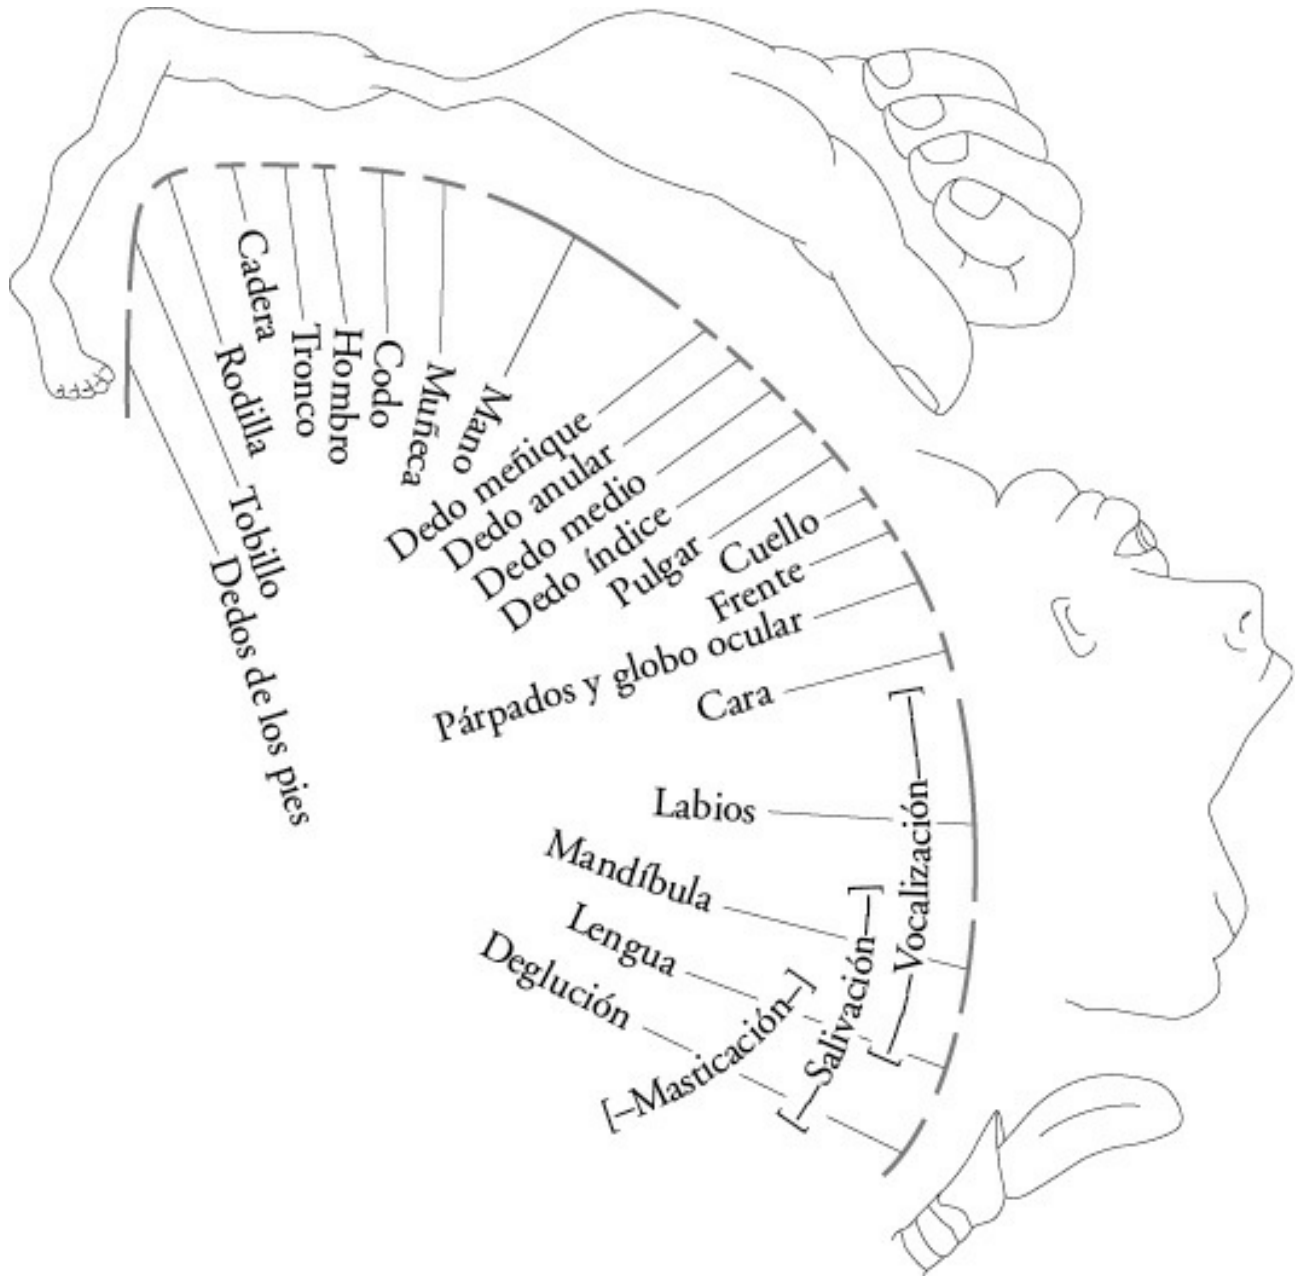 Dedos de los pies
Tobillo
Rodilla
Cadera
Tronco
Hombro
Codo
Muñeca
Mano
Dedo meñique
Dedo anular
Dedo medio
Dedo índice
Pulgar
Cuello
Frente
Párpados y globo ocular
Cara
Labios
Mandíbula
Lengua
Deglución
[–Masticación–]
[—Salivación—]
[—Vocalización—]